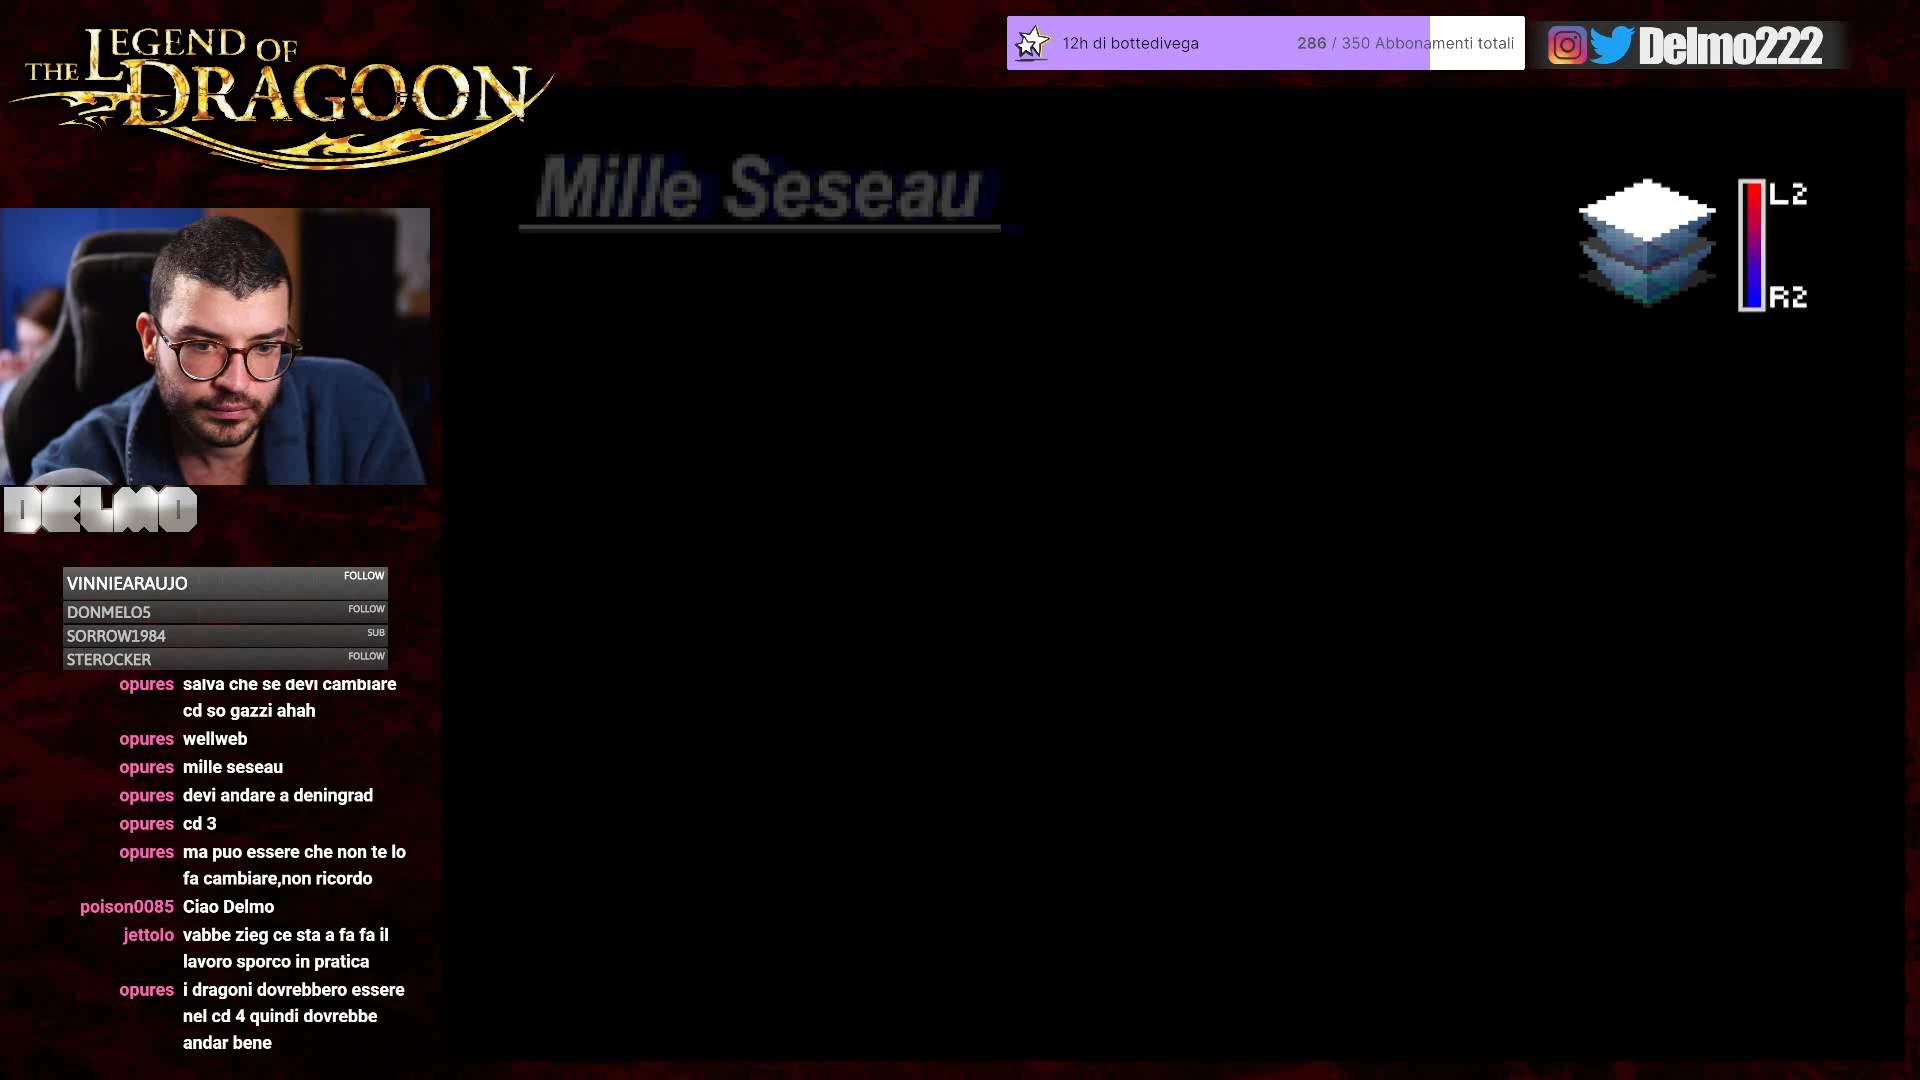 LEGEND OF
THE DRAGOON
12h di bottedivega 286 / 350 Abbonamenti totali
Delmo222
Mille Seseau
L2
R2
DELMO
VINNIEARAUJO FOLLOW
DONMELO5 FOLLOW
SORROW1984 SUB
STEROCKER FOLLOW
opures salva che se devi cambiare
cd so gazzi ahah
opures wellweb
opures mille seseau
opures devi andare a deningrad
opures cd 3
opures ma puo essere che non te lo
fa cambiare,non ricordo
poison0085 Ciao Delmo
jettolo vabbe zieg ce sta a fa fa il
lavoro sporco in pratica
opures i dragoni dovrebbero essere
nel cd 4 quindi dovrebbe
andar bene